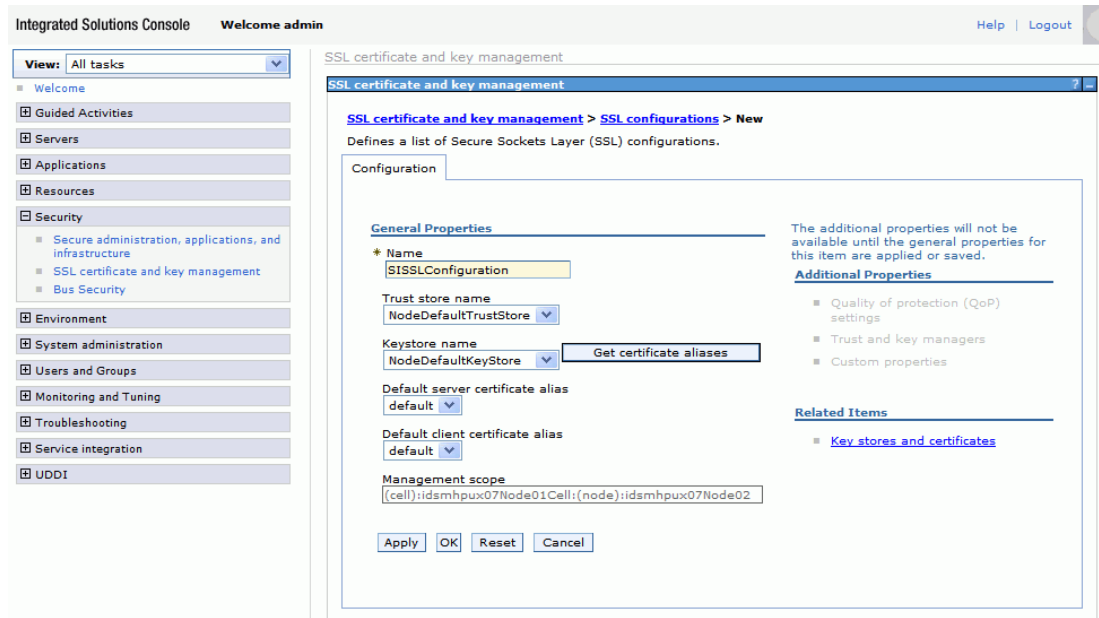 Integrated Solutions Console Welcome admin
Help | Logout
View: All tasks
Welcome
Guided Activities
Servers
Applications
Resources
Security
Secure administration, applications, and
infrastructure
SSL certificate and key management
Bus Security
Environment
System administration
Users and Groups
Monitoring and Tuning
Troubleshooting
Service integration
UDDI
SSL certificate and key management
SSL certificate and key management ? –
SSL certificate and key management > SSL configurations > New
Defines a list of Secure Sockets Layer (SSL) configurations.
Configuration
General Properties
* Name
SISSLConfiguration
Trust store name
NodeDefaultTrustStore
Keystore name
NodeDefaultKeyStore
Get certificate aliases
Default server certificate alias
default
Default client certificate alias
default
Management scope
(cell):idsmhpux07Node01Cell:(node):idsmhpux07Node02
Apply OK Reset Cancel
The additional properties will not be
available until the general properties for
this item are applied or saved.
Additional Properties
Quality of protection (QoP)
settings
Trust and key managers
Custom properties
Related Items
Key stores and certificates